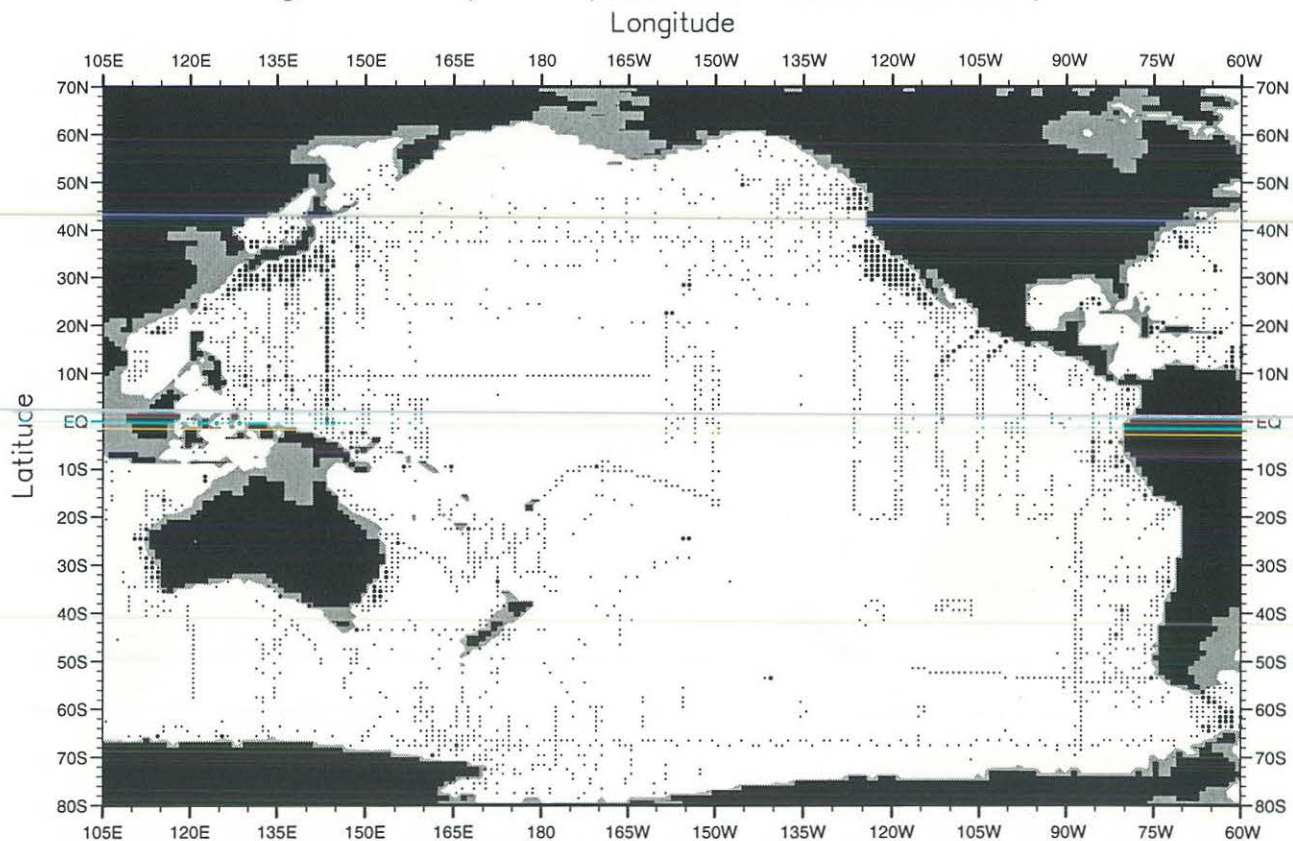 Longitude
105E 120E 135E 150E 165E 180 165W 150W 135W 120W 105W 90W 75W 60W
70N 70N
60N 60N
50N 50N
40N 40N
30N 30N
20N 20N
10N 10N
EQ EQ
10S 10S
20S 20S
30S 30S
40S 40S
50S 50S
60S 60S
70S 70S
80S 80S
Latitude
105E 120E 135E 150E 165E 180 165W 150W 135W 120W 105W 90W 75W 60W